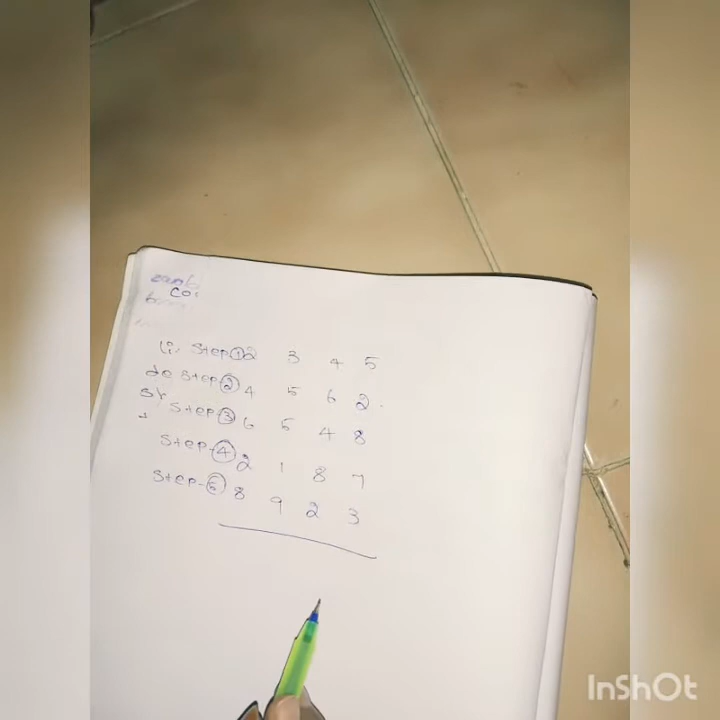 Co
Step ① 2 3 4 5
Step ② 4 5 6 2
Step-③ 6 5 4 8
Step-④ 2 1 8 7
Step-⑤ 8 9 2 3
InShOt